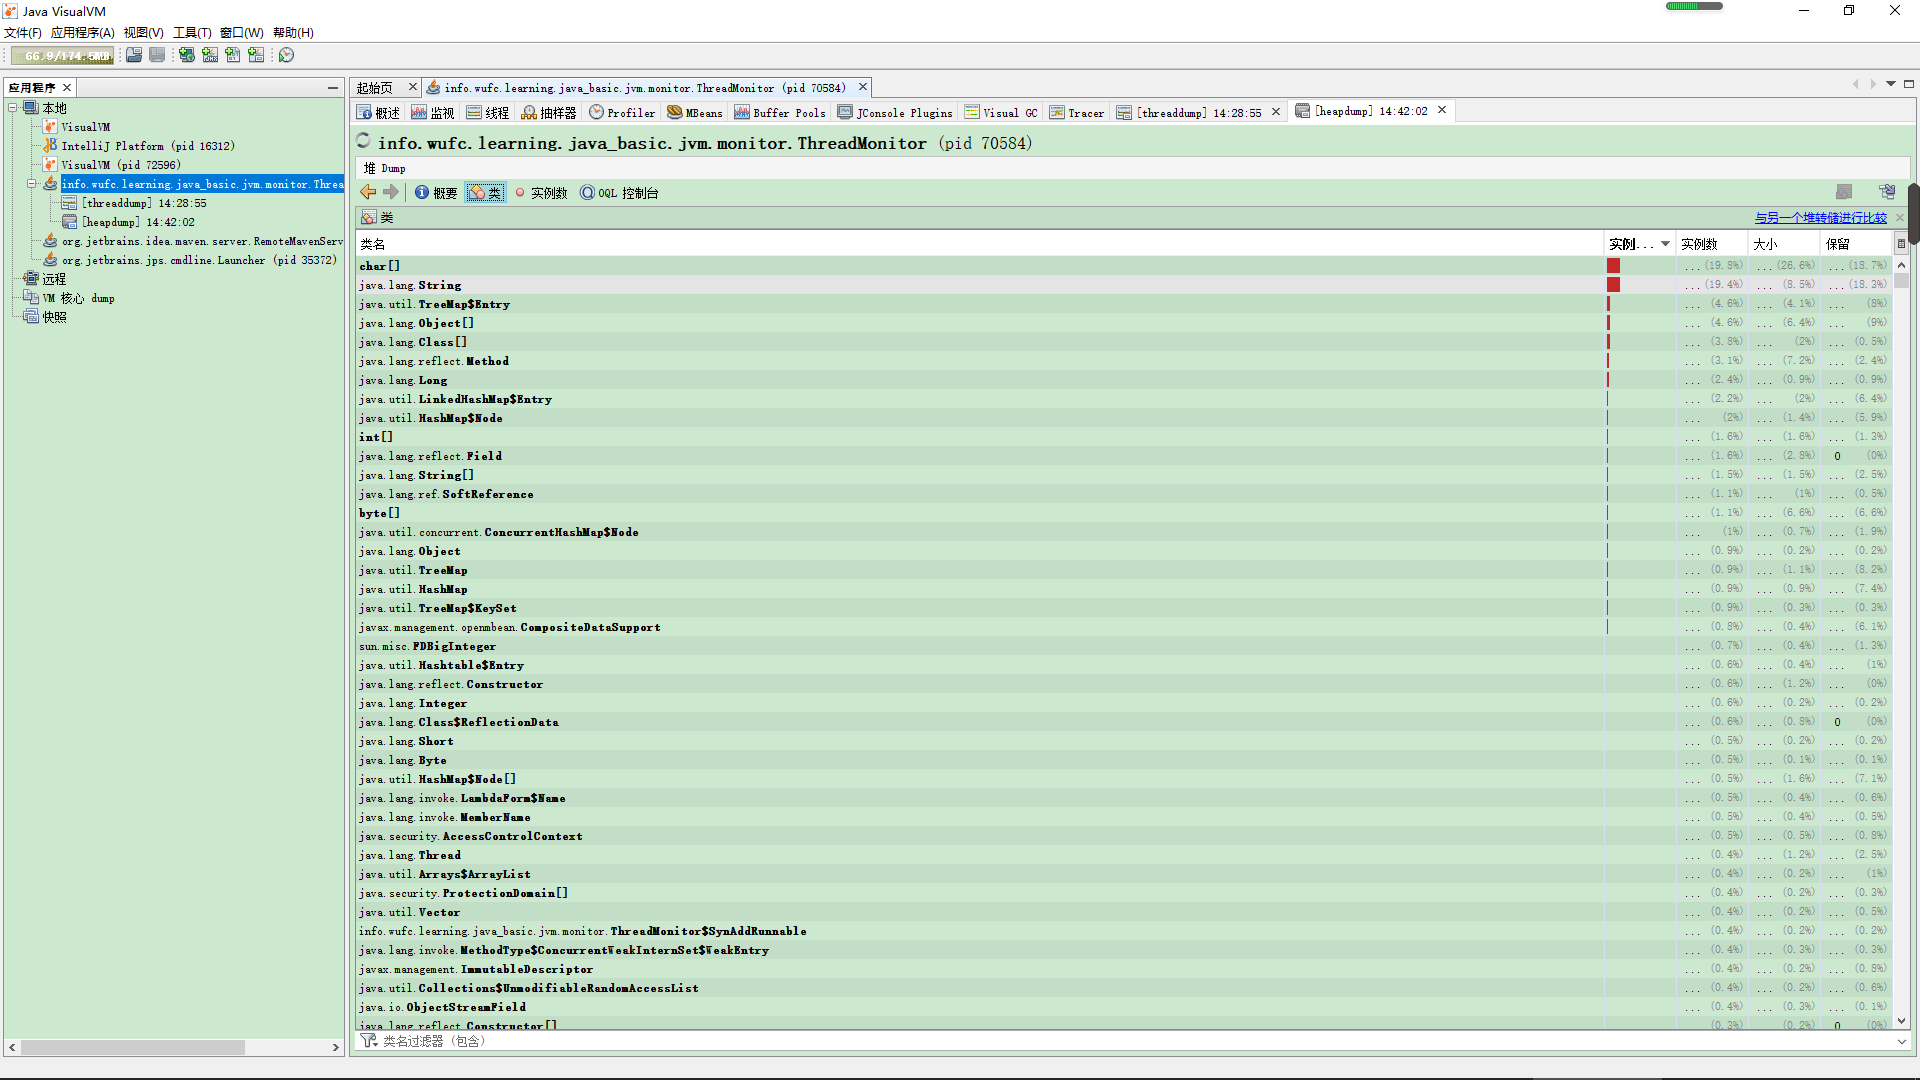 Java VisualVM
文件(F) 应用程序(A) 视图(V) 工具(T) 窗口(W) 帮助(H)
66.9/174.5MB
应用程序
本地
VisualVM
IntelliJ Platform (pid 16312)
VisualVM (pid 72596)
info.wufc.learning.java_basic.jvm.monitor.Threa
[threaddump] 14:28:55
[heapdump] 14:42:02
org.jetbrains.idea.maven.server.RemoteMavenServ
org.jetbrains.jps.cmdline.Launcher (pid 35372)
远程
VM 核心 dump
快照
起始页 info.wufc.learning.java_basic.jvm.monitor.ThreadMonitor (pid 70584)
概述 监视 线程 抽样器 Profiler MBeans Buffer Pools JConsole Plugins Visual GC Tracer [threaddump] 14:28:55 [heapdump] 14:42:02
info.wufc.learning.java_basic.jvm.monitor.ThreadMonitor (pid 70584)
堆 Dump
概要 类 实例数 OQL 控制台
类 与另一个堆转储进行比较
类名 实例... 实例数 大小 保留
char[] ... (19.8%) ... (26.6%) ... (18.7%)
java.lang.String ... (19.4%) ... (8.5%) ... (18.3%)
java.util.TreeMap$Entry ... (4.6%) ... (4.1%) ... (8%)
java.lang.Object[] ... (4.6%) ... (6.4%) ... (9%)
java.lang.Class[] ... (3.8%) ... (2%) ... (0.5%)
java.lang.reflect.Method ... (3.1%) ... (7.2%) ... (2.4%)
java.lang.Long ... (2.4%) ... (0.9%) ... (0.9%)
java.util.LinkedHashMap$Entry ... (2.2%) ... (2%) ... (6.4%)
java.util.HashMap$Node ... (2%) ... (1.4%) ... (5.9%)
int[] ... (1.6%) ... (1.6%) ... (1.3%)
java.lang.reflect.Field ... (1.6%) ... (2.8%) 0 (0%)
java.lang.String[] ... (1.5%) ... (1.5%) ... (2.5%)
java.lang.ref.SoftReference ... (1.1%) ... (1%) ... (0.5%)
byte[] ... (1.1%) ... (6.6%) ... (6.6%)
java.util.concurrent.ConcurrentHashMap$Node ... (1%) ... (0.7%) ... (1.9%)
java.lang.Object ... (0.9%) ... (0.2%) ... (0.2%)
java.util.TreeMap ... (0.9%) ... (1.1%) ... (8.2%)
java.util.HashMap ... (0.9%) ... (0.9%) ... (7.4%)
java.util.TreeMap$KeySet ... (0.9%) ... (0.3%) ... (0.3%)
javax.management.openmbean.CompositeDataSupport ... (0.8%) ... (0.4%) ... (6.1%)
sun.misc.FDBigInteger ... (0.7%) ... (0.4%) ... (1.3%)
java.util.Hashtable$Entry ... (0.6%) ... (0.4%) ... (1%)
java.lang.reflect.Constructor ... (0.6%) ... (1.2%) ... (0%)
java.lang.Integer ... (0.6%) ... (0.2%) ... (0.2%)
java.lang.Class$ReflectionData ... (0.6%) ... (0.8%) 0 (0%)
java.lang.Short ... (0.5%) ... (0.2%) ... (0.2%)
java.lang.Byte ... (0.5%) ... (0.1%) ... (0.1%)
java.util.HashMap$Node[] ... (0.5%) ... (1.6%) ... (7.1%)
java.lang.invoke.LambdaForm$Name ... (0.5%) ... (0.4%) ... (0.6%)
java.lang.invoke.MemberName ... (0.5%) ... (0.4%) ... (0.5%)
java.security.AccessControlContext ... (0.5%) ... (0.5%) ... (0.8%)
java.lang.Thread ... (0.4%) ... (1.2%) ... (2.5%)
java.util.Arrays$ArrayList ... (0.4%) ... (0.2%) ... (1%)
java.security.ProtectionDomain[] ... (0.4%) ... (0.2%) ... (0.3%)
java.util.Vector ... (0.4%) ... (0.2%) ... (0.5%)
info.wufc.learning.java_basic.jvm.monitor.ThreadMonitor$SynAddRunnable ... (0.4%) ... (0.2%) ... (0.2%)
java.lang.invoke.MethodType$ConcurrentWeakInternSet$WeakEntry ... (0.4%) ... (0.3%) ... (0.3%)
javax.management.ImmutableDescriptor ... (0.4%) ... (0.2%) ... (0.8%)
java.util.Collections$UnmodifiableRandomAccessList ... (0.4%) ... (0.2%) ... (0.6%)
java.io.ObjectStreamField ... (0.4%) ... (0.3%) ... (0.1%)
java.lang.reflect.Constructor[] ... (0.3%) ... (0.2%) 0 (0%)
类名过滤器 (包含)